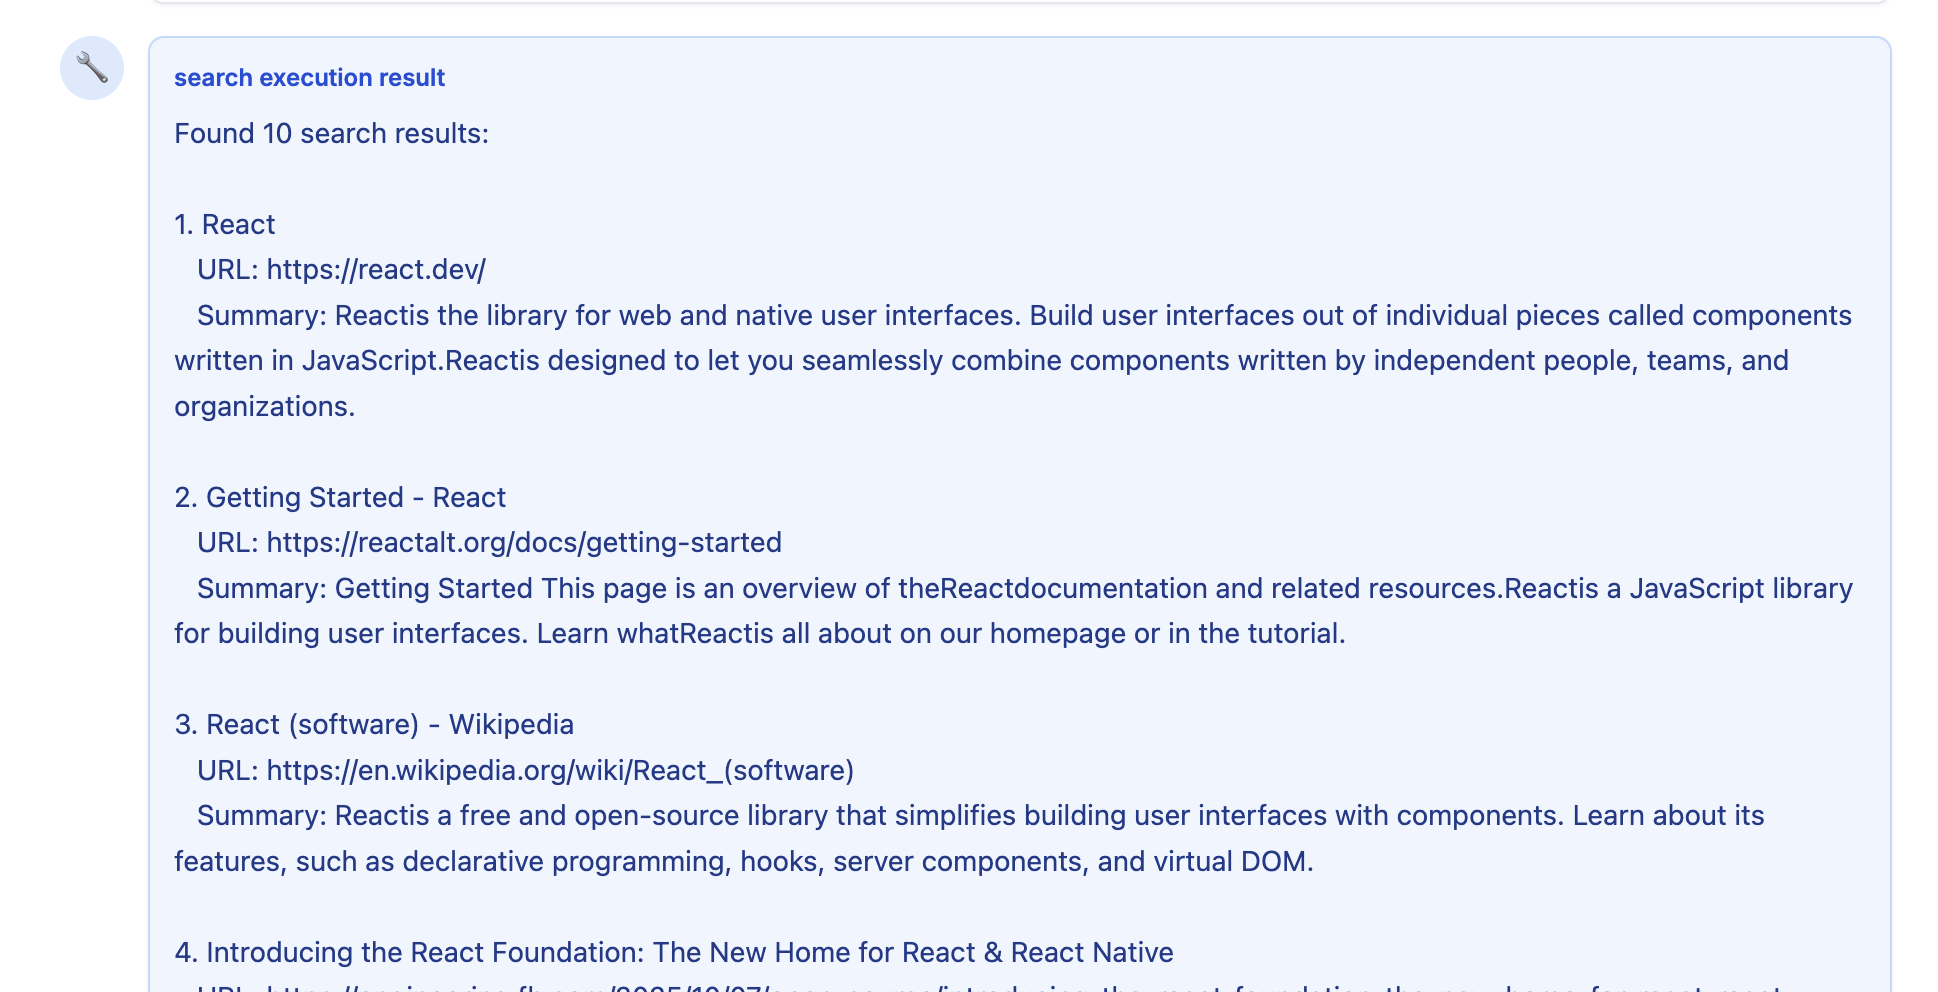 search execution result
Found 10 search results:
1. React
URL: https://react.dev/
Summary: Reactis the library for web and native user interfaces. Build user interfaces out of individual pieces called components
written in JavaScript.Reactis designed to let you seamlessly combine components written by independent people, teams, and
organizations.
2. Getting Started - React
URL: https://reactalt.org/docs/getting-started
Summary: Getting Started This page is an overview of theReactdocumentation and related resources.Reactis a JavaScript library
for building user interfaces. Learn whatReactis all about on our homepage or in the tutorial.
3. React (software) - Wikipedia
URL: https://en.wikipedia.org/wiki/React_(software)
Summary: Reactis a free and open-source library that simplifies building user interfaces with components. Learn about its
features, such as declarative programming, hooks, server components, and virtual DOM.
4. Introducing the React Foundation: The New Home for React & React Native